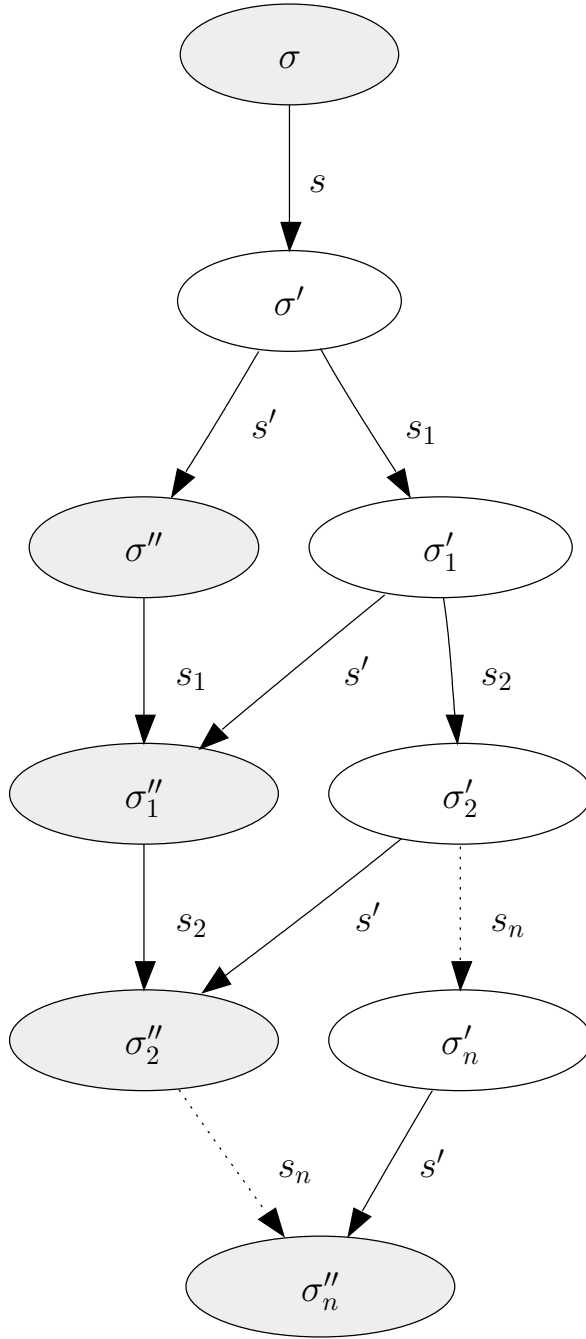 σ
s
σ′
s′ s₁
σ″ σ′₁
s₁ s′ s₂
σ″₁ σ′₂
s₂ s′ sₙ
σ″₂ σ′ₙ
sₙ s′
σ″ₙ